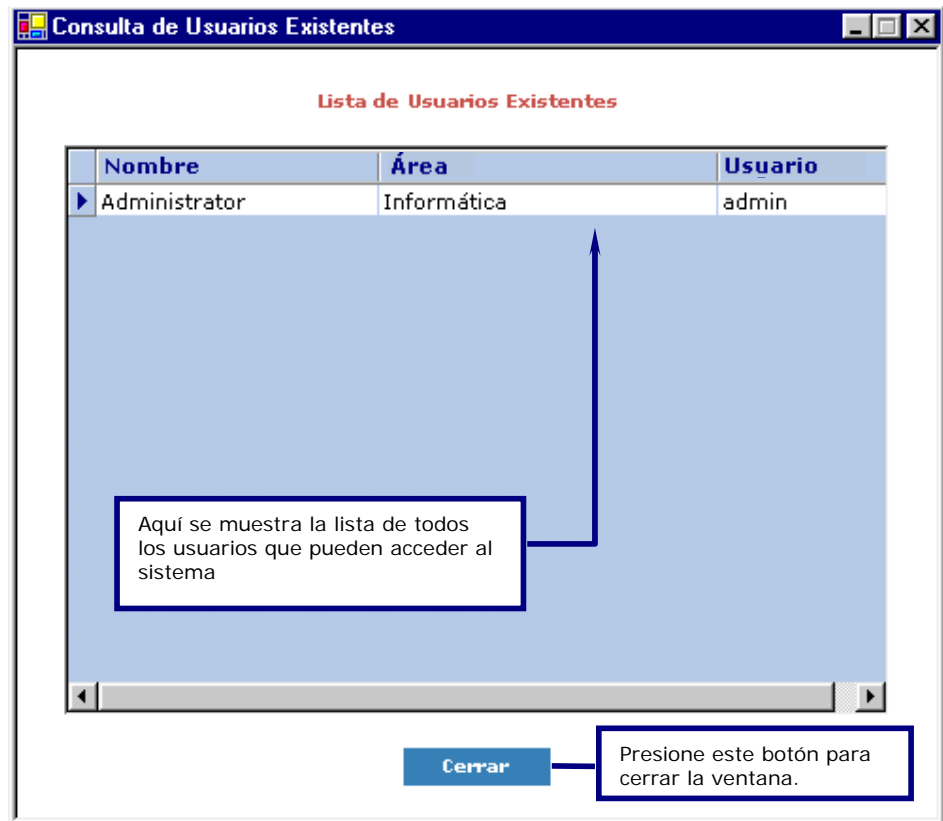 Consulta de Usuarios Existentes
Lista de Usuarios Existentes
Nombre Área Usuario
Administrator Informática admin
Aquí se muestra la lista de todos
los usuarios que pueden acceder al
sistema
Cerrar
Presione este botón para
cerrar la ventana.